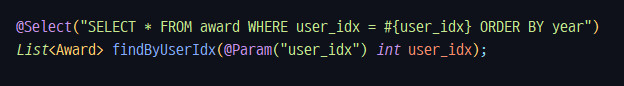 @Select("SELECT * FROM award WHERE user_idx = #{user_idx} ORDER BY year")
List<Award> findByUserIdx(@Param("user_idx") int user_idx);